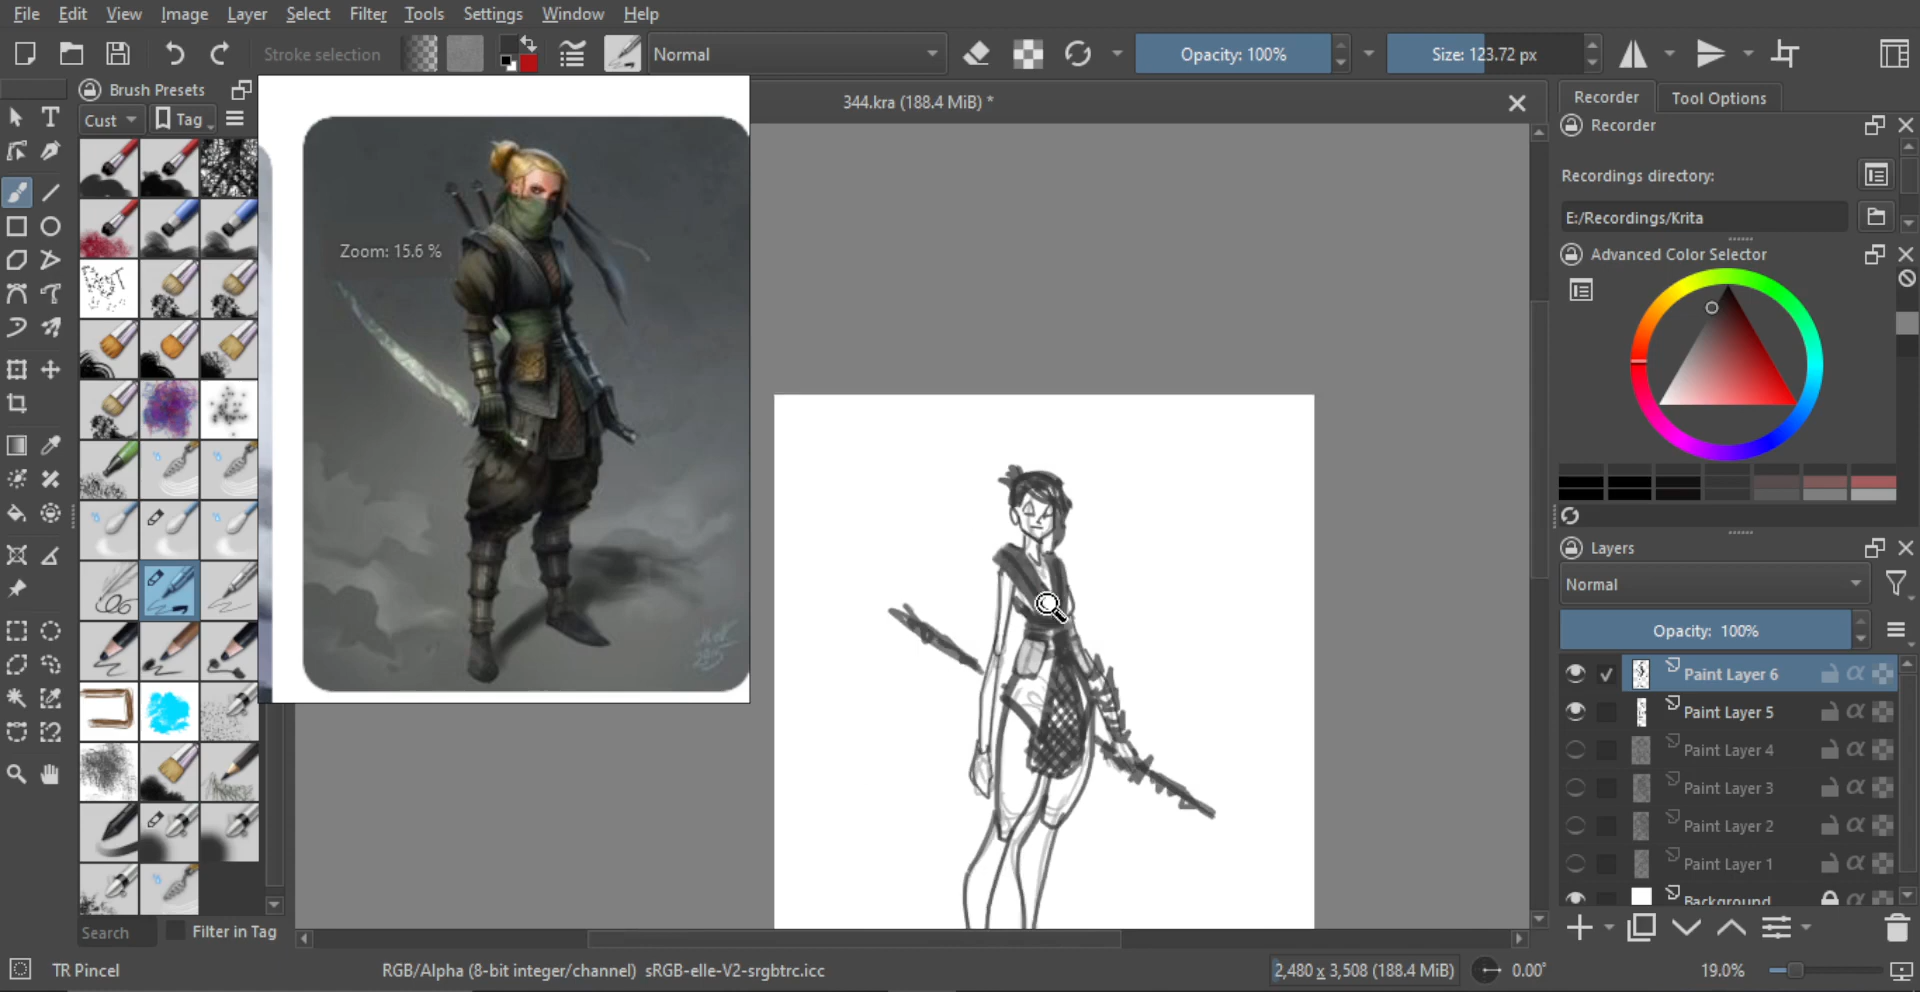 File Edit View Image Layer Select Filter Tools Settings Window Help
Stroke selection Normal Opacity: 100% Size: 123.72 px
Brush Presets
Cust Tag
344.kra (188.4 MiB) *
Zoom: 15.6 %
Recorder Tool Options
Recorder
Recordings directory:
E:/Recordings/Krita
Advanced Color Selector
Layers
Normal
Opacity: 100%
Paint Layer 6
Paint Layer 5
Paint Layer 4
Paint Layer 3
Paint Layer 2
Paint Layer 1
Background
Search Filter in Tag
TR Pincel RGB/Alpha (8-bit integer/channel) sRGB-elle-V2-srgbtrc.icc 2,480 x 3,508 (188.4 MiB) 0.00° 19.0%